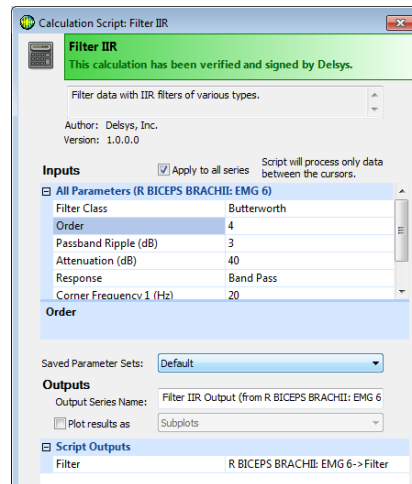 Calculation Script: Filter IIR
Filter IIR
This calculation has been verified and signed by Delsys.
Filter data with IIR filters of various types.
Author: Delsys, Inc.
Version: 1.0.0.0
Inputs
Apply to all series
Script will process only data
between the cursors.
All Parameters (R BICEPS BRACHII: EMG 6)
Filter Class Butterworth
Order 4
Passband Ripple (dB) 3
Attenuation (dB) 40
Response Band Pass
Corner Frequency 1 (Hz) 20
Order
Saved Parameter Sets: Default
Outputs
Output Series Name: Filter IIR Output (from R BICEPS BRACHII: EMG 6
Plot results as Subplots
Script Outputs
Filter R BICEPS BRACHII: EMG 6->Filter